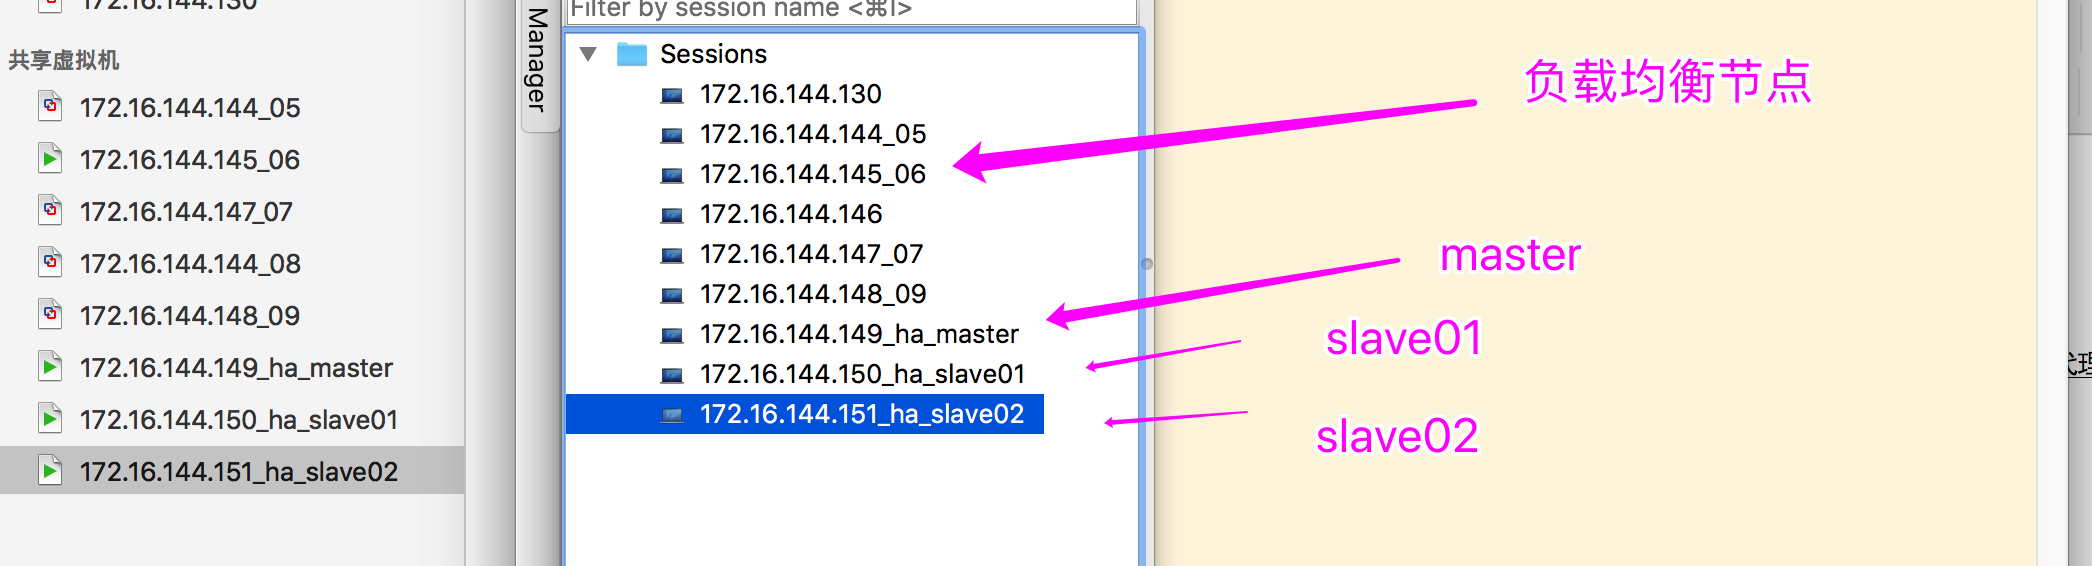 172.16.144.130
共享虚拟机
172.16.144.144_05
172.16.144.145_06
172.16.144.147_07
172.16.144.144_08
172.16.144.148_09
172.16.144.149_ha_master
172.16.144.150_ha_slave01
172.16.144.151_ha_slave02
Manager
Filter by session name <⌘I>
Sessions
172.16.144.130
172.16.144.144_05
172.16.144.145_06
172.16.144.146
172.16.144.147_07
172.16.144.148_09
172.16.144.149_ha_master
172.16.144.150_ha_slave01
172.16.144.151_ha_slave02
负载均衡节点
master
slave01
slave02
理